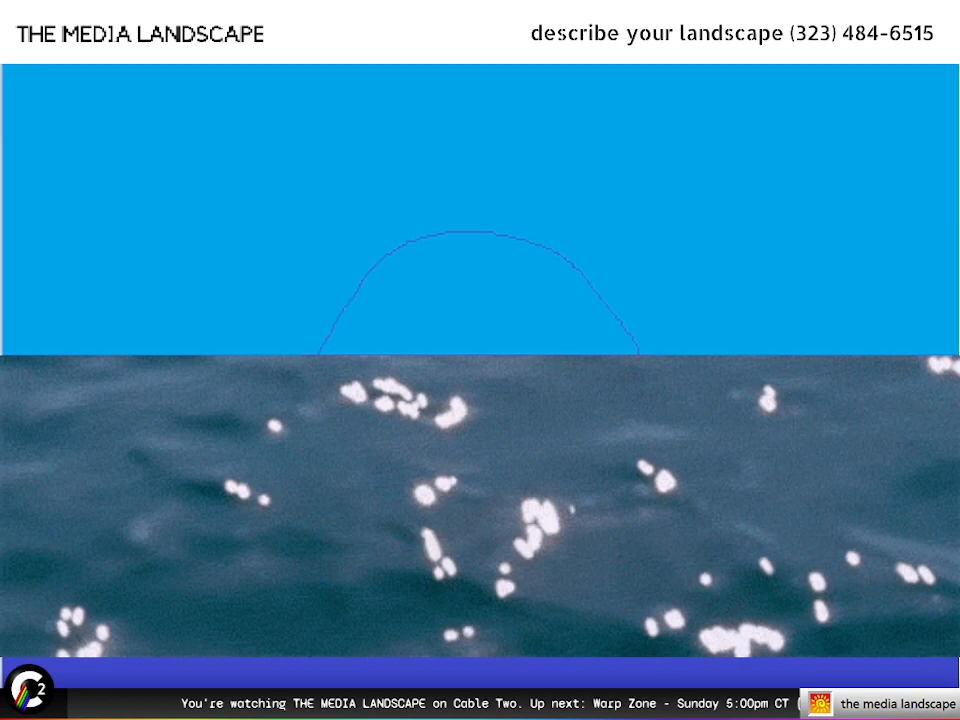 THE MEDIA LANDSCAPE
describe your landscape (323) 484-6515
2
You're watching THE MEDIA LANDSCAPE on Cable Two. Up next: Warp Zone - Sunday 5:00pm CT (
the media landscape